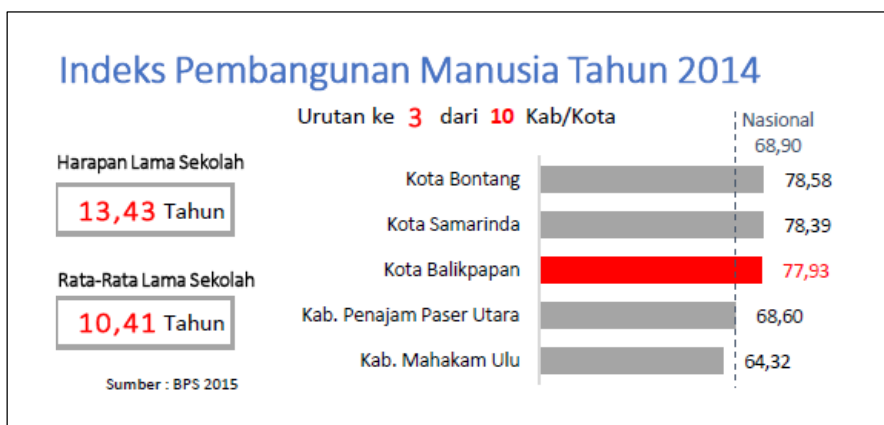 Indeks Pembangunan Manusia Tahun 2014
Urutan ke 3 dari 10 Kab/Kota
Nasional
68,90
Harapan Lama Sekolah
13,43 Tahun
Rata-Rata Lama Sekolah
10,41 Tahun
Sumber : BPS 2015
Kota Bontang 78,58
Kota Samarinda 78,39
Kota Balikpapan 77,93
Kab. Penajam Paser Utara 68,60
Kab. Mahakam Ulu 64,32